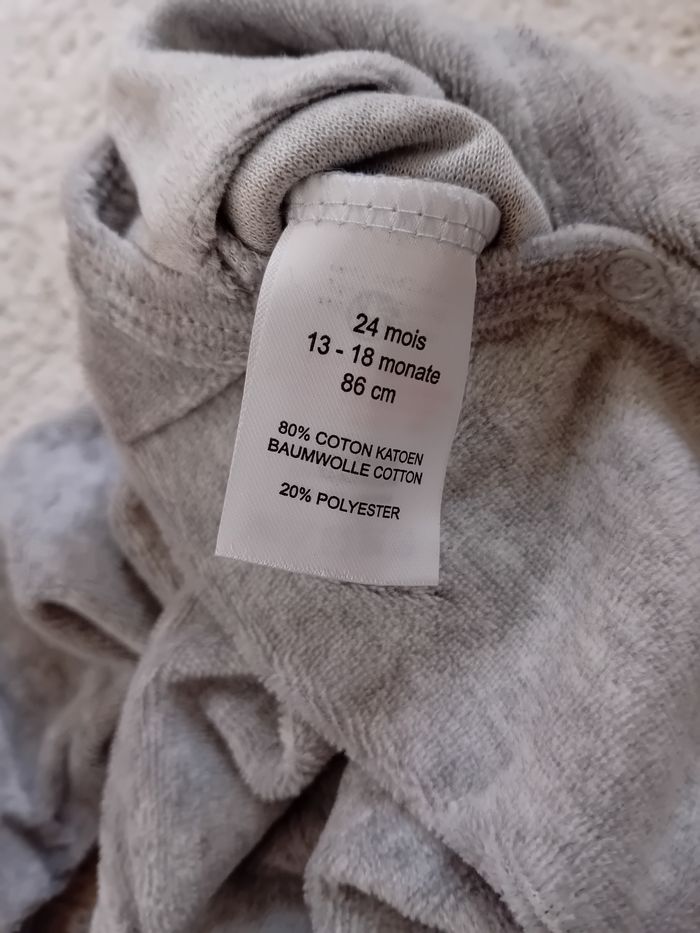 24 mois
13 - 18 monate
86 cm
80% COTON KATOEN
BAUMWOLLE COTTON
20% POLYESTER